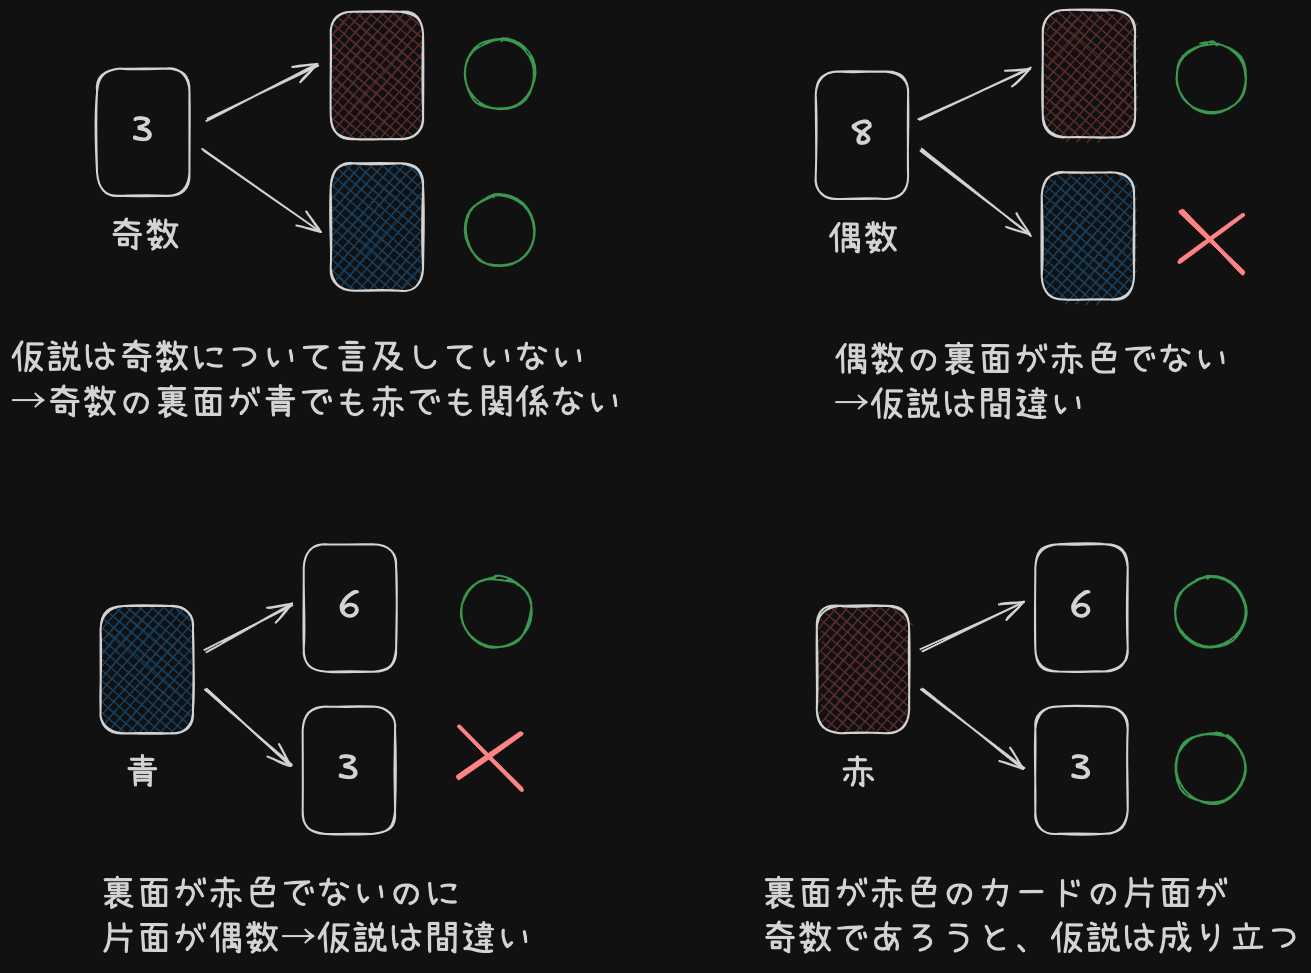 3
奇数
仮説は奇数について言及していない
→奇数の裏面が青でも赤でも関係ない
8
偶数
偶数の裏面が赤色でない
→仮説は間違い
青
6
3
裏面が赤色でないのに
片面が偶数→仮説は間違い
赤
6
3
裏面が赤色のカードの片面が
奇数であろうと、仮説は成り立つ